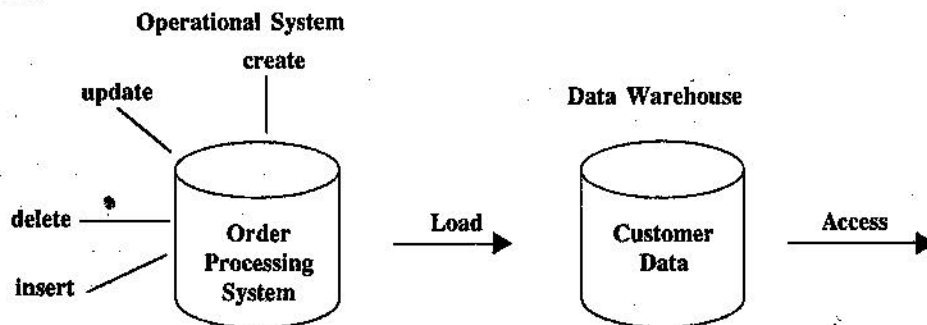 Operational System
create
update
Data Warehouse
delete
insert
Order
Processing
System
Load
Customer
Data
Access